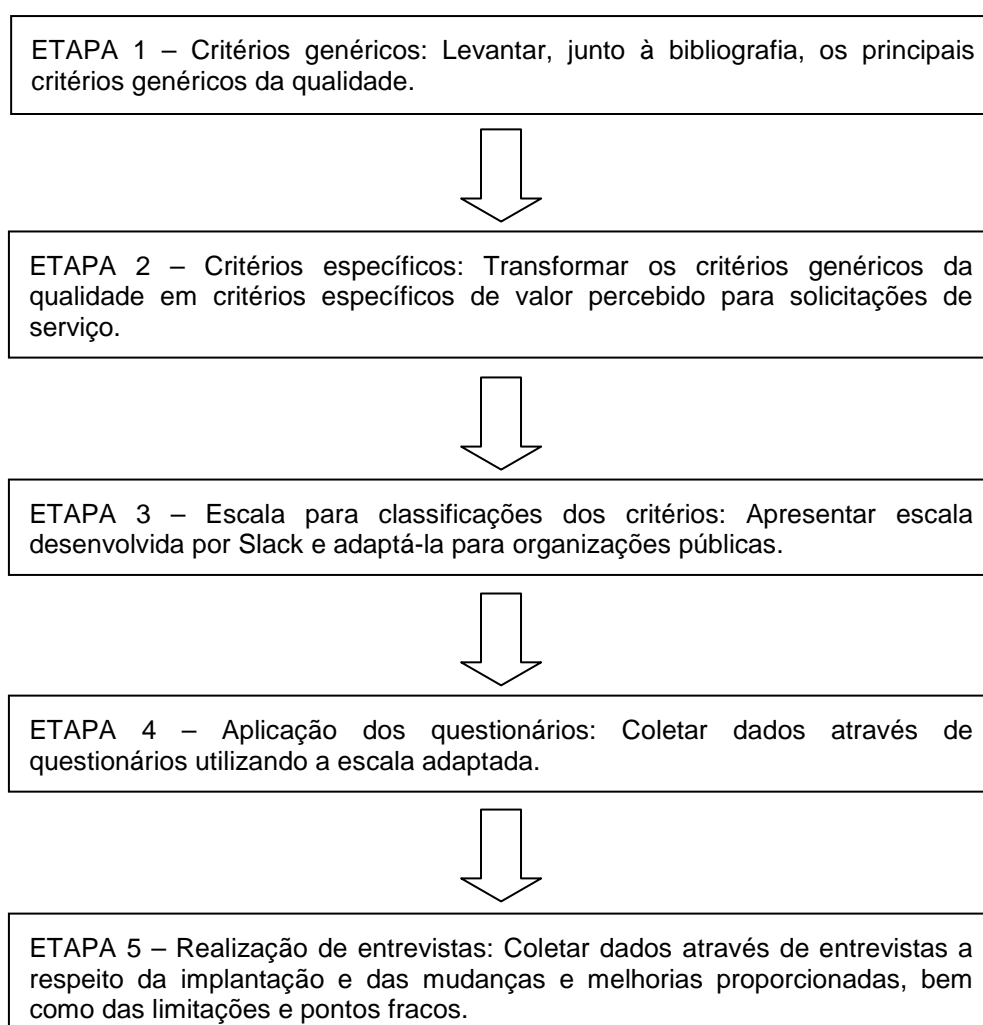 ETAPA 1 – Critérios genéricos: Levantar, junto à bibliografia, os principais
critérios genéricos da qualidade.
ETAPA 2 – Critérios específicos: Transformar os critérios genéricos da
qualidade em critérios específicos de valor percebido para solicitações de
serviço.
ETAPA 3 – Escala para classificações dos critérios: Apresentar escala
desenvolvida por Slack e adaptá-la para organizações públicas.
ETAPA 4 – Aplicação dos questionários: Coletar dados através de
questionários utilizando a escala adaptada.
ETAPA 5 – Realização de entrevistas: Coletar dados através de entrevistas a
respeito da implantação e das mudanças e melhorias proporcionadas, bem
como das limitações e pontos fracos.